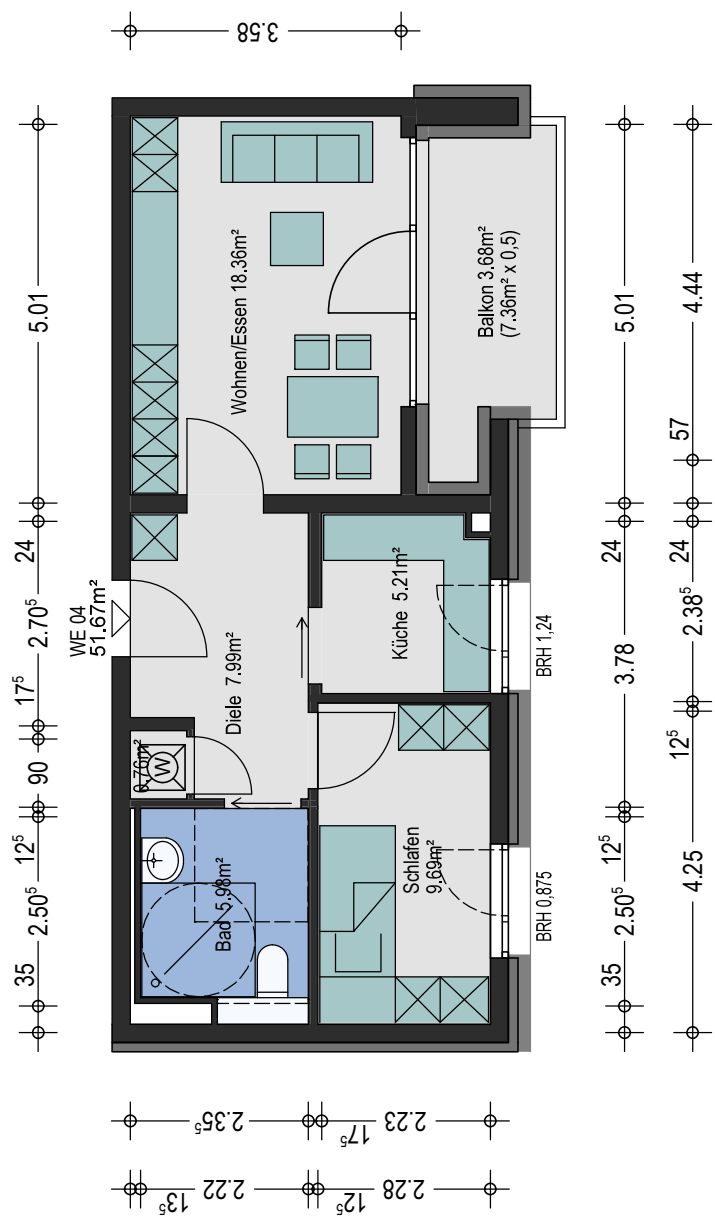 3.58
5.01
24
2.70⁵
17⁵
90
12⁵
2.50⁵
35
WE 04
51.67m²
Wohnen/Essen 18.36m²
Balkon 3.68m²
(7.36m² x 0,5)
Diele 7.99m²
Küche 5.21m²
0.76m²
W
Bad 5.98m²
Schlafen
9.69m²
BRH 1,24
BRH 0,875
5.01
24
3.78
12⁵
2.50⁵
35
4.44
57
24
2.38⁵
12⁵
4.25
2.35⁵
17⁵
2.23
13⁵
2.22
12⁵
2.28